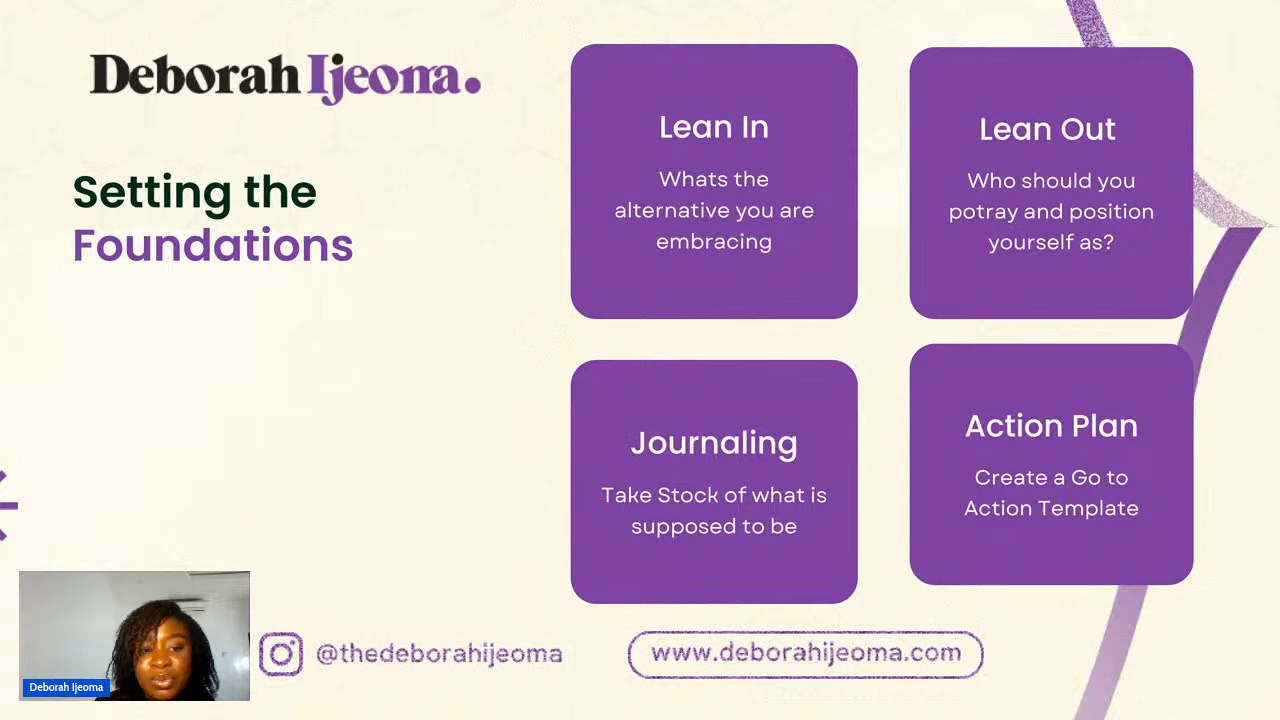 Deborah Ijeoma.
Setting the
Foundations
Lean In
Whats the
alternative you are
embracing
Lean Out
Who should you
potray and position
yourself as?
Journaling
Take Stock of what is
supposed to be
Action Plan
Create a Go to
Action Template
Deborah Ijeoma
@thedeborahijeoma
www.deborahijeoma.com